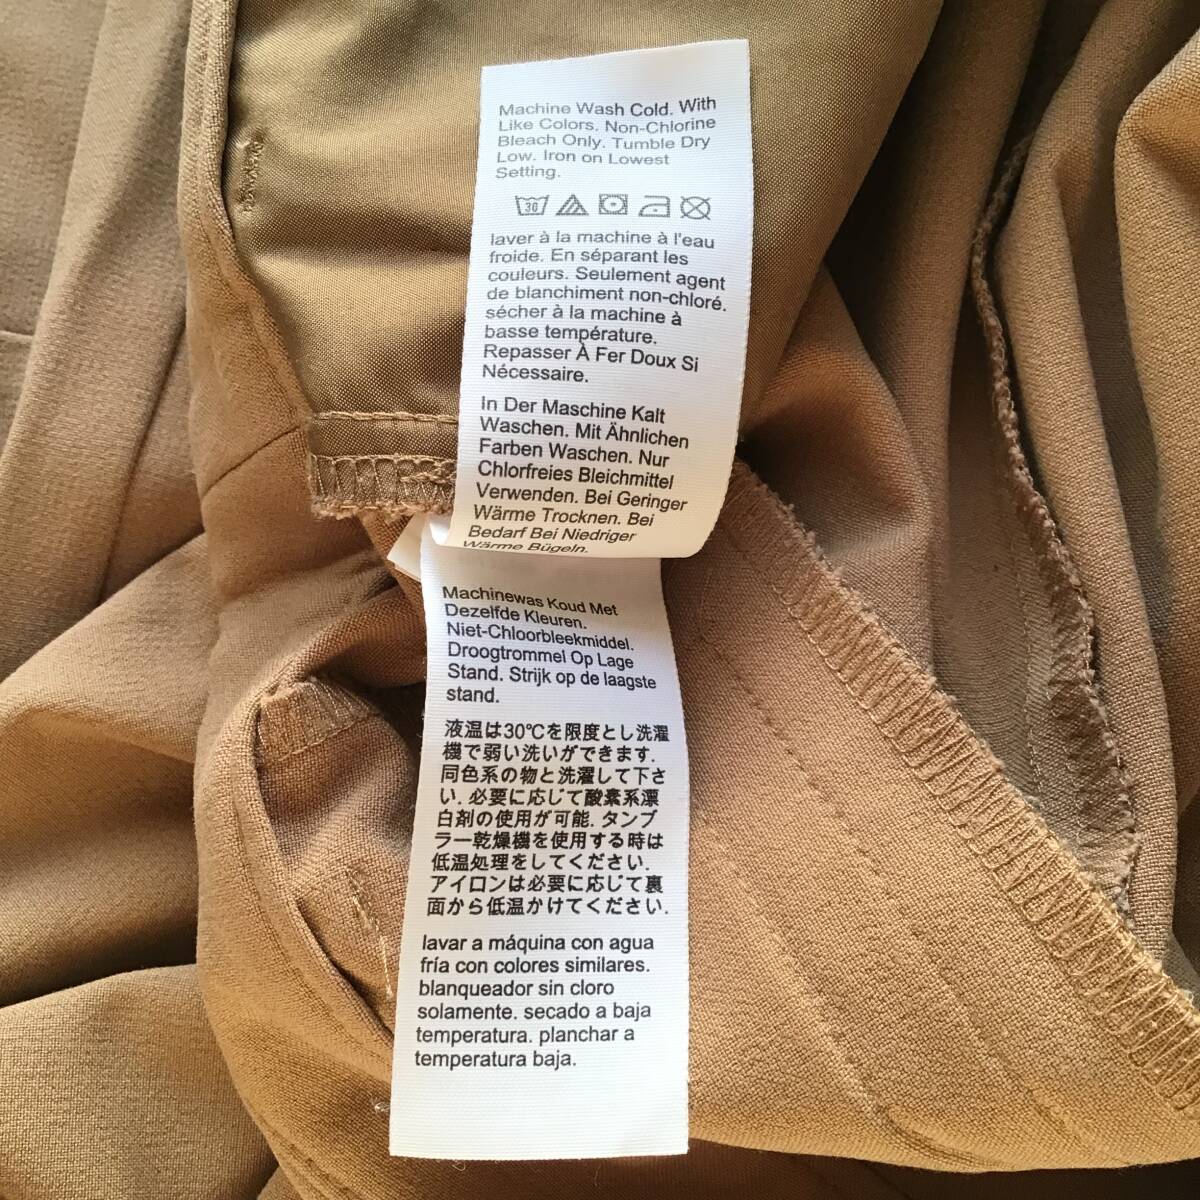 Machine Wash Cold. With
Like Colors. Non-Chlorine
Bleach Only. Tumble Dry
Low. Iron on Lowest
Setting.
30
laver à la machine à l'eau
froide. En séparant les
couleurs. Seulement agent
de blanchiment non-chloré.
sécher à la machine à
basse température.
Repasser À Fer Doux Si
Nécessaire.
In Der Maschine Kalt
Waschen. Mit Ähnlichen
Farben Waschen. Nur
Chlorfreies Bleichmittel
Verwenden. Bei Geringer
Wärme Trocknen. Bei
Bedarf Bei Niedriger
Wärme Bügeln.
Machinewas Koud Met
Dezelfde Kleuren.
Niet-Chloorbleekmiddel.
Droogtrommel Op Lage
Stand. Strijk op de laagste
stand.
液温は30℃を限度とし洗濯
機で弱い洗いができます.
同色系の物と洗濯して下さ
い. 必要に応じて酸素系漂
白剤の使用が可能. タンブ
ラー乾燥機を使用する時は
低温処理をしてください.
アイロンは必要に応じて裏
面から低温かけてください.
lavar a máquina con agua
fría con colores similares.
blanqueador sin cloro
solamente. secado a baja
temperatura. planchar a
temperatura baja.